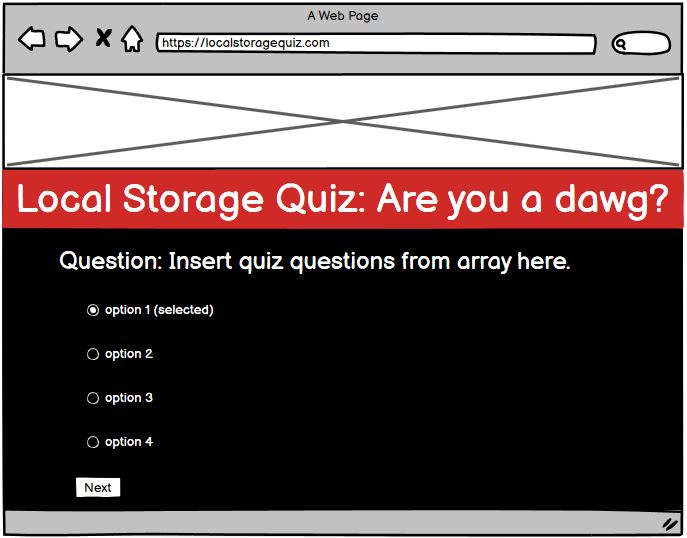 A Web Page
https://localstoragequiz.com
Local Storage Quiz: Are you a dawg?
Question: Insert quiz questions from array here.
option 1 (selected)
option 2
option 3
option 4
Next